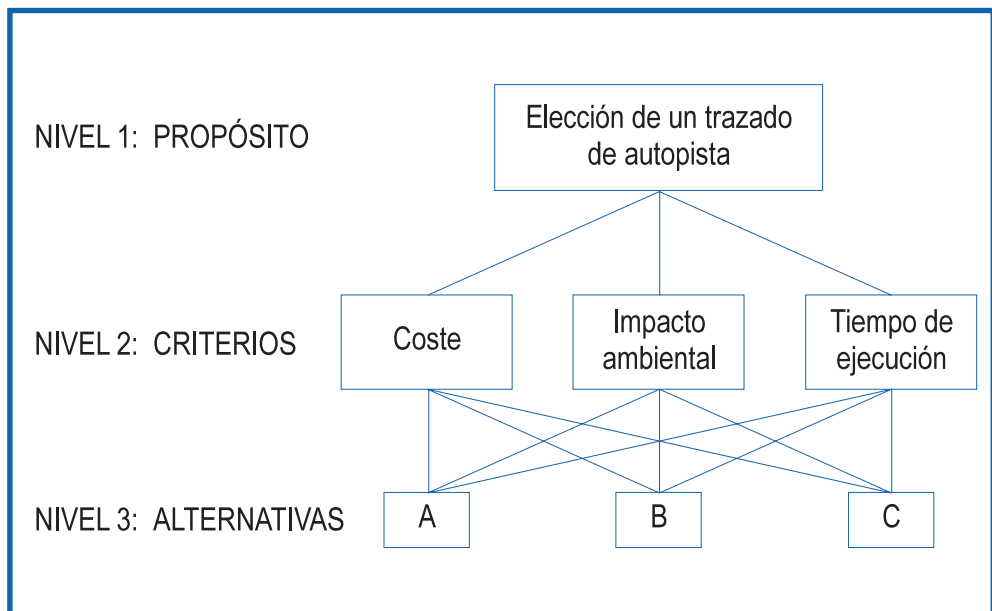 Elección de un trazado
de autopista
NIVEL 1: PROPÓSITO
NIVEL 2: CRITERIOS
Coste
Impacto
ambiental
Tiempo de
ejecución
NIVEL 3: ALTERNATIVAS
A
B
C